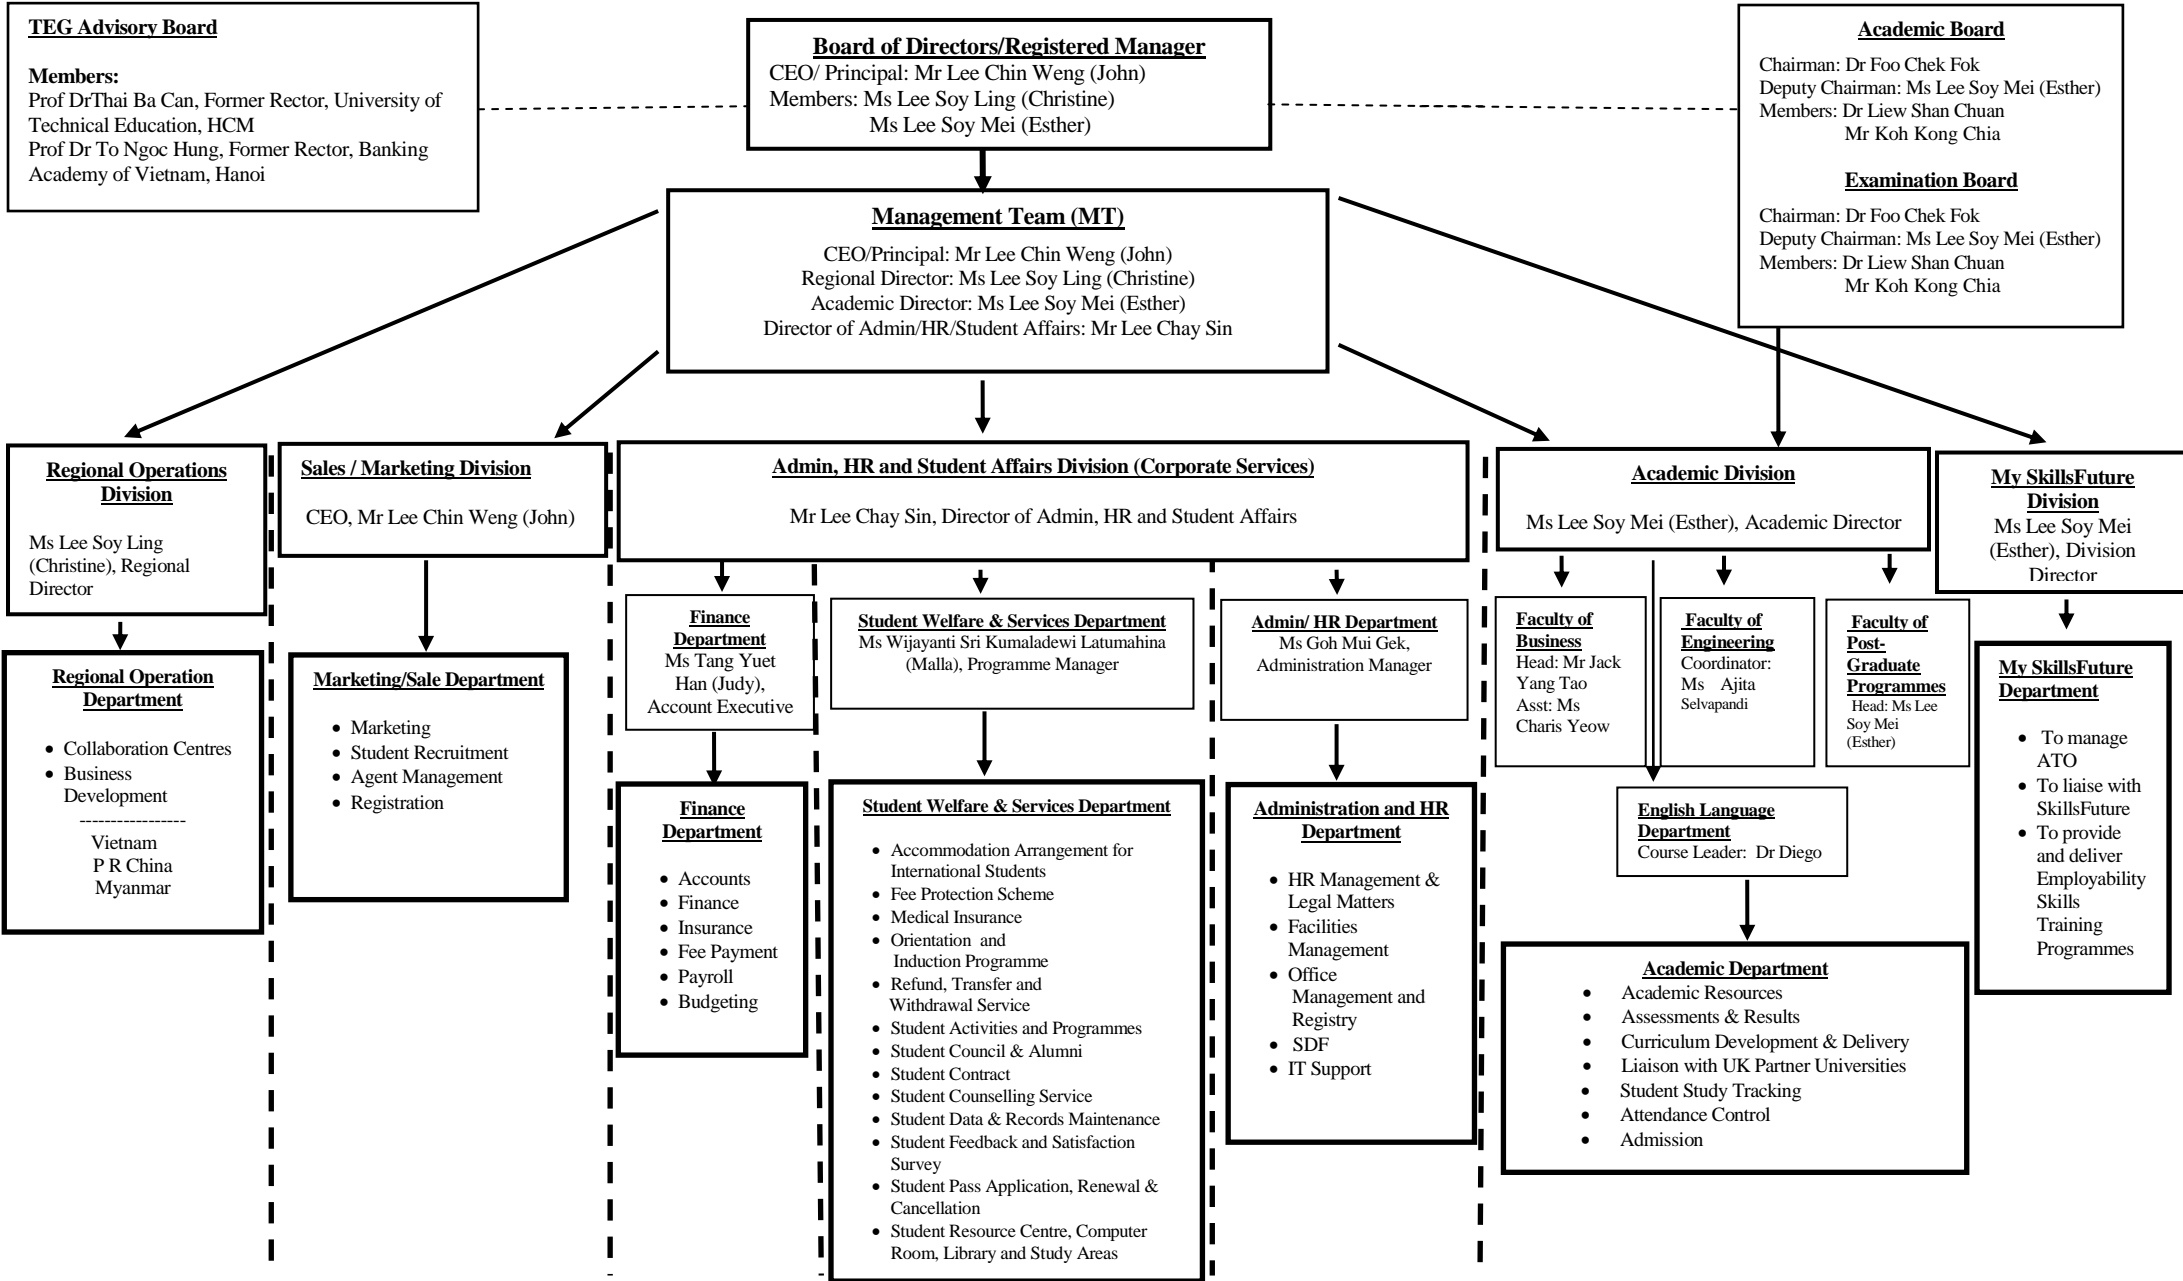 TEG Advisory Board
Members:
Prof DrThai Ba Can, Former Rector, University of
Technical Education, HCM
Prof Dr To Ngoc Hung, Former Rector, Banking
Academy of Vietnam, Hanoi
Board of Directors/Registered Manager
CEO/ Principal: Mr Lee Chin Weng (John)
Members: Ms Lee Soy Ling (Christine)
Ms Lee Soy Mei (Esther)
Academic Board
Chairman: Dr Foo Chek Fok
Deputy Chairman: Ms Lee Soy Mei (Esther)
Members: Dr Liew Shan Chuan
Mr Koh Kong Chia
Examination Board
Chairman: Dr Foo Chek Fok
Deputy Chairman: Ms Lee Soy Mei (Esther)
Members: Dr Liew Shan Chuan
Mr Koh Kong Chia
Management Team (MT)
CEO/Principal: Mr Lee Chin Weng (John)
Regional Director: Ms Lee Soy Ling (Christine)
Academic Director: Ms Lee Soy Mei (Esther)
Director of Admin/HR/Student Affairs: Mr Lee Chay Sin
Regional Operations
Division
Ms Lee Soy Ling
(Christine), Regional
Director
Sales / Marketing Division
CEO, Mr Lee Chin Weng (John)
Admin, HR and Student Affairs Division (Corporate Services)
Mr Lee Chay Sin, Director of Admin, HR and Student Affairs
Academic Division
Ms Lee Soy Mei (Esther), Academic Director
My SkillsFuture
Division
Ms Lee Soy Mei
(Esther), Division
Director
Regional Operation
Department
• Collaboration Centres
• Business
Development
-----------------
Vietnam
P R China
Myanmar
Marketing/Sale Department
• Marketing
• Student Recruitment
• Agent Management
• Registration
Finance
Department
Ms Tang Yuet
Han (Judy),
Account Executive
Student Welfare & Services Department
Ms Wijayanti Sri Kumaladewi Latumahina
(Malla), Programme Manager
Admin/ HR Department
Ms Goh Mui Gek,
Administration Manager
Faculty of
Business
Head: Mr Jack
Yang Tao
Asst: Ms
Charis Yeow
Faculty of
Engineering
Coordinator:
Ms Ajita
Selvapandi
Faculty of
Post-
Graduate
Programmes
Head: Ms Lee
Soy Mei
(Esther)
My SkillsFuture
Department
• To manage
ATO
• To liaise with
SkillsFuture
• To provide
and deliver
Employability
Skills
Training
Programmes
Finance
Department
• Accounts
• Finance
• Insurance
• Fee Payment
• Payroll
• Budgeting
Student Welfare & Services Department
• Accommodation Arrangement for
International Students
• Fee Protection Scheme
• Medical Insurance
• Orientation and
Induction Programme
• Refund, Transfer and
Withdrawal Service
• Student Activities and Programmes
• Student Council & Alumni
• Student Contract
• Student Counselling Service
• Student Data & Records Maintenance
• Student Feedback and Satisfaction
Survey
• Student Pass Application, Renewal &
Cancellation
• Student Resource Centre, Computer
Room, Library and Study Areas
Administration and HR
Department
• HR Management &
Legal Matters
• Facilities
Management
• Office
Management and
Registry
• SDF
• IT Support
English Language
Department
Course Leader: Dr Diego
Academic Department
• Academic Resources
• Assessments & Results
• Curriculum Development & Delivery
• Liaison with UK Partner Universities
• Student Study Tracking
• Attendance Control
• Admission